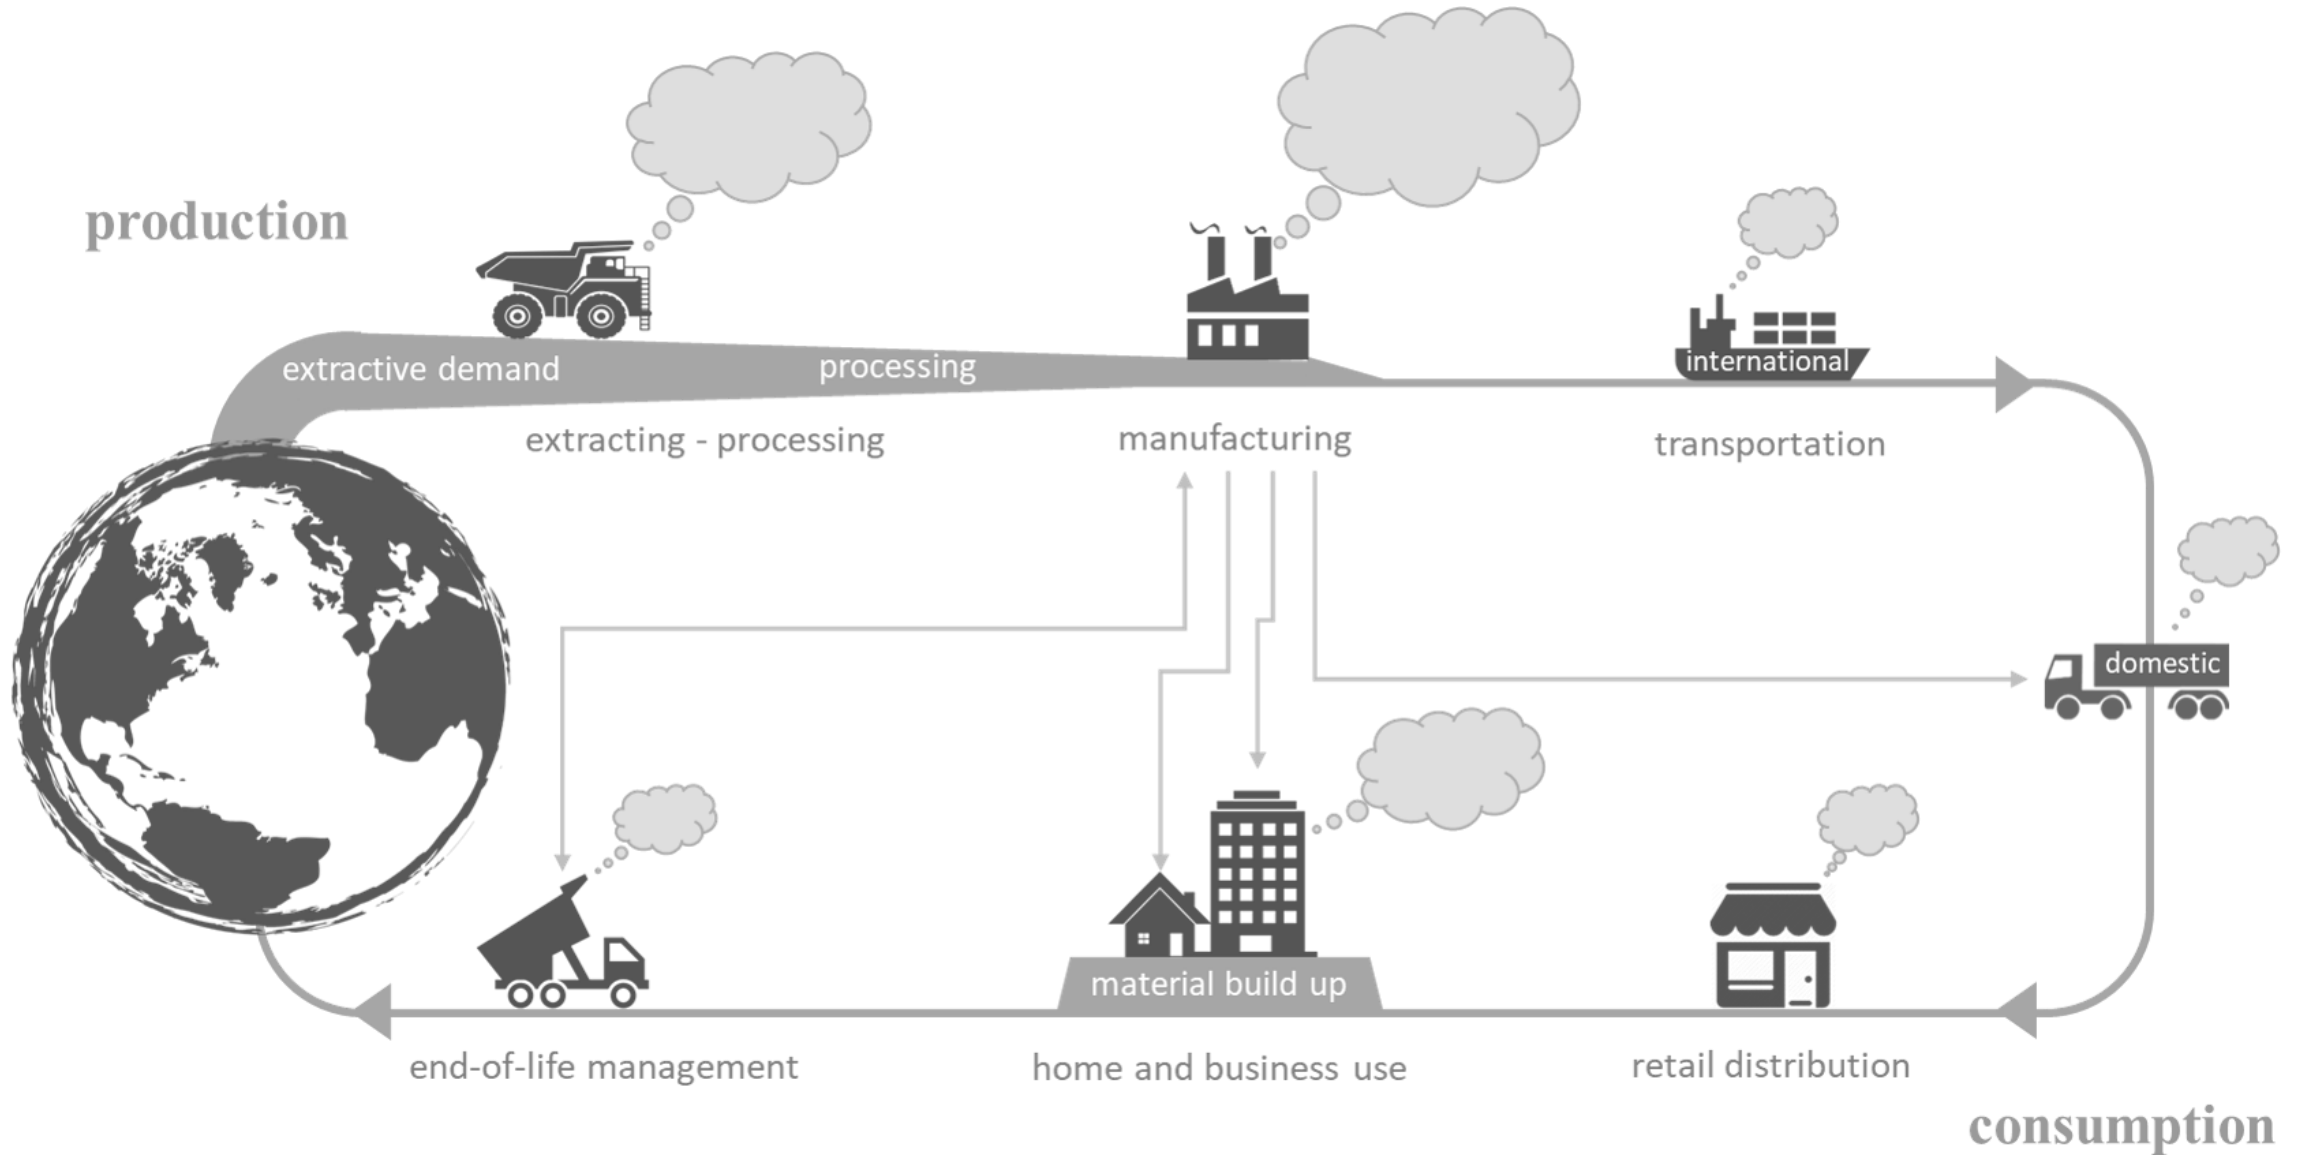 production
extractive demand
processing
international
extracting - processing
manufacturing
transportation
domestic
material build up
end-of-life management
home and business use
retail distribution
consumption